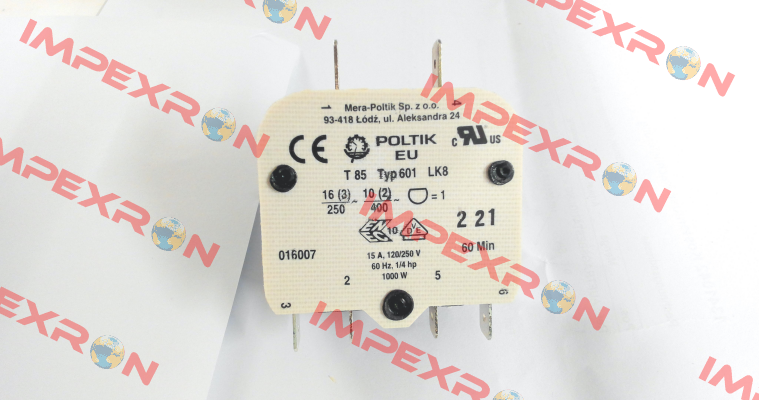 IMPEXRON
1 Mera-Poltik Sp. z o.o. 4
93-418 Łódź, ul. Aleksandra 24
CE POLTIK c RU US
EU
T 85 Typ 601 LK8
16 (3) ~ 10 (2) ~ = 1
250 400
2 21
10 VDE
016007 15 A, 120/250 V 60 Min
60 Hz, 1/4 hp
1000 W
2 5
3 6
IMPEXRON
IMPEXRON
IMPEXRON
IMPEXRON
IMPEXRON
IMPEXRON
IMPEXRON